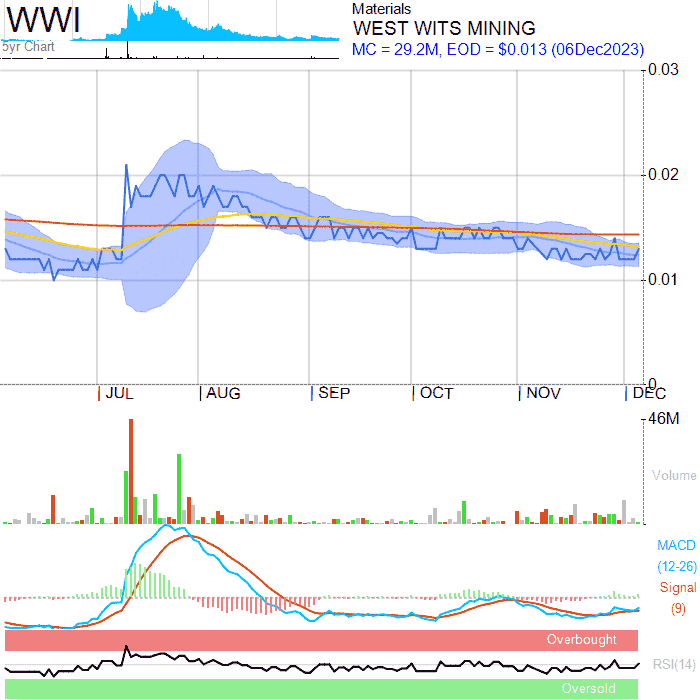 WWI
5yr Chart
Materials
WEST WITS MINING
MC = 29.2M, EOD = $0.013 (06Dec2023)
0.03
0.02
0.01
0
JUL AUG SEP OCT NOV DEC
46M
Volume
MACD
(12-26)
Signal
(9)
Overbought
RSI(14)
Oversold